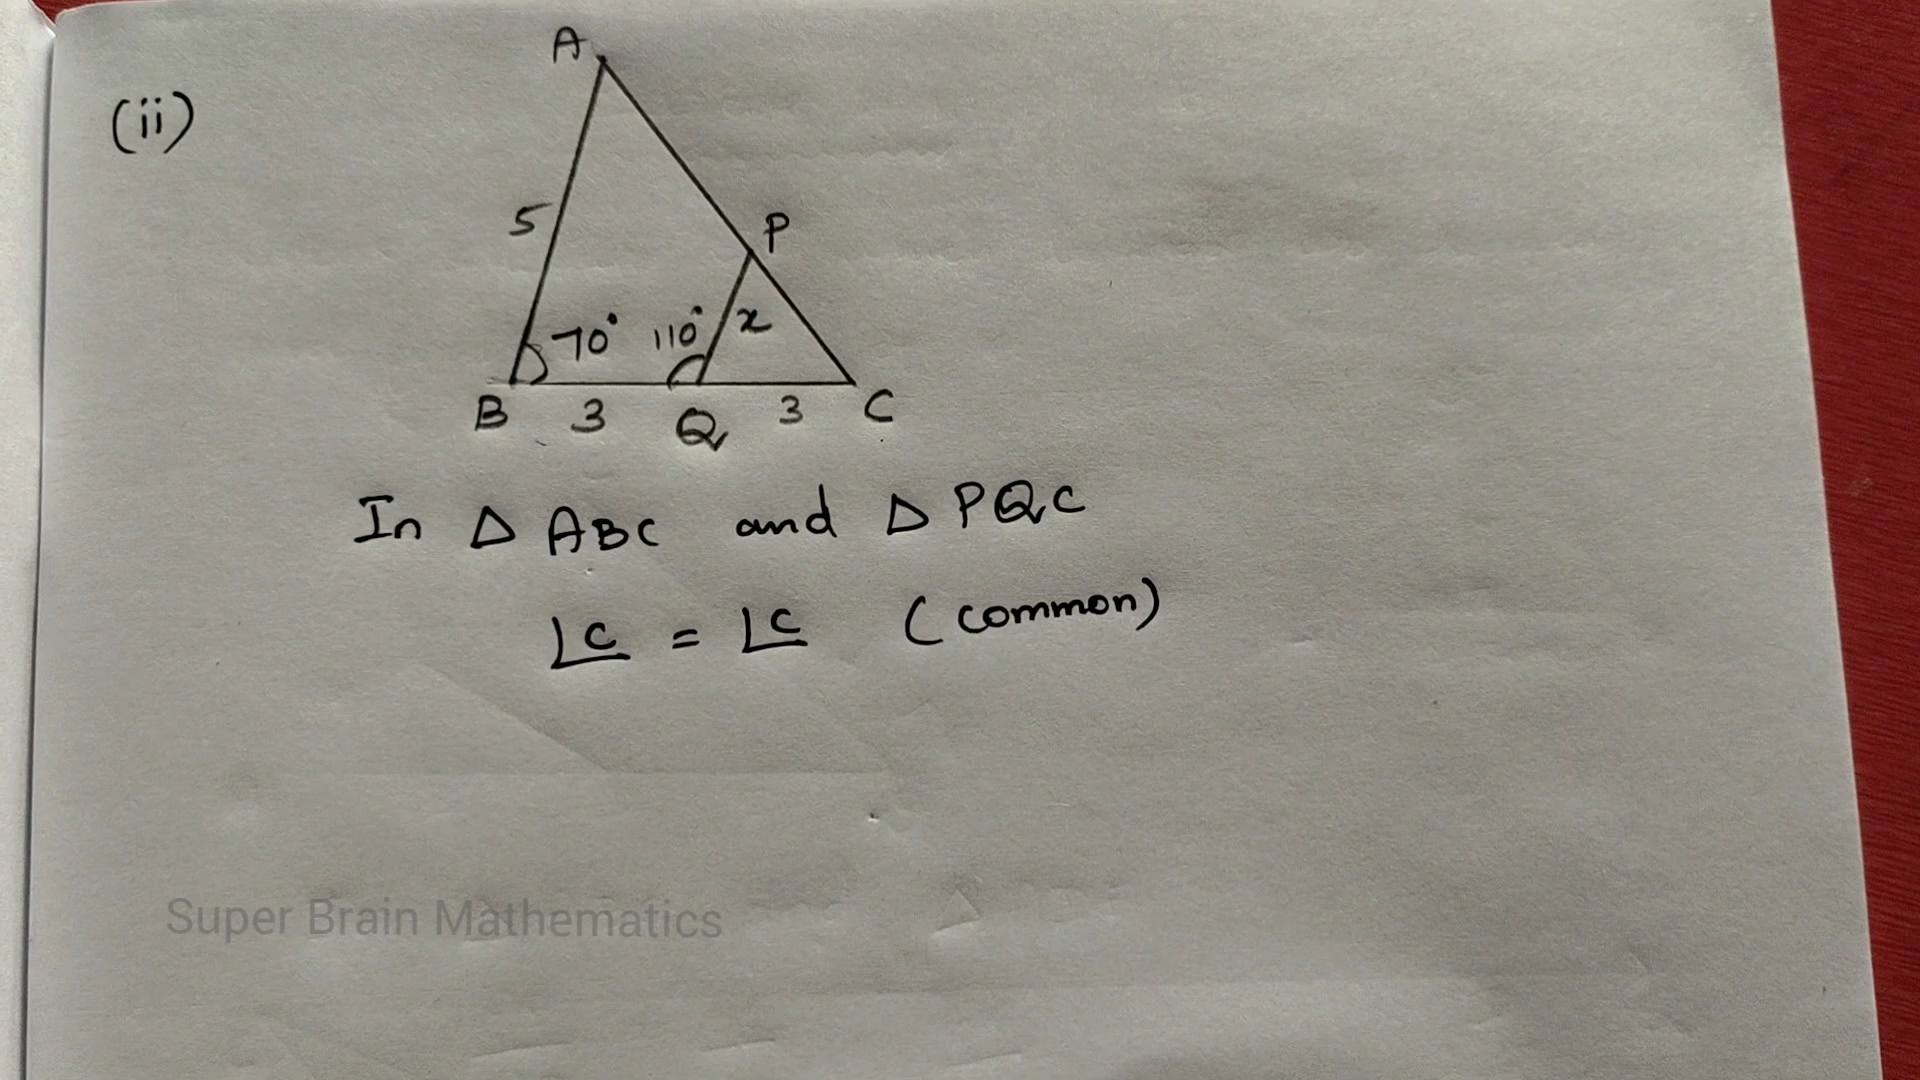 (ii)
A
5
P
70° 110° x
B 3 Q 3 C
In Δ ABC and Δ PQC
∠C = ∠C (common)
Super Brain Mathematics